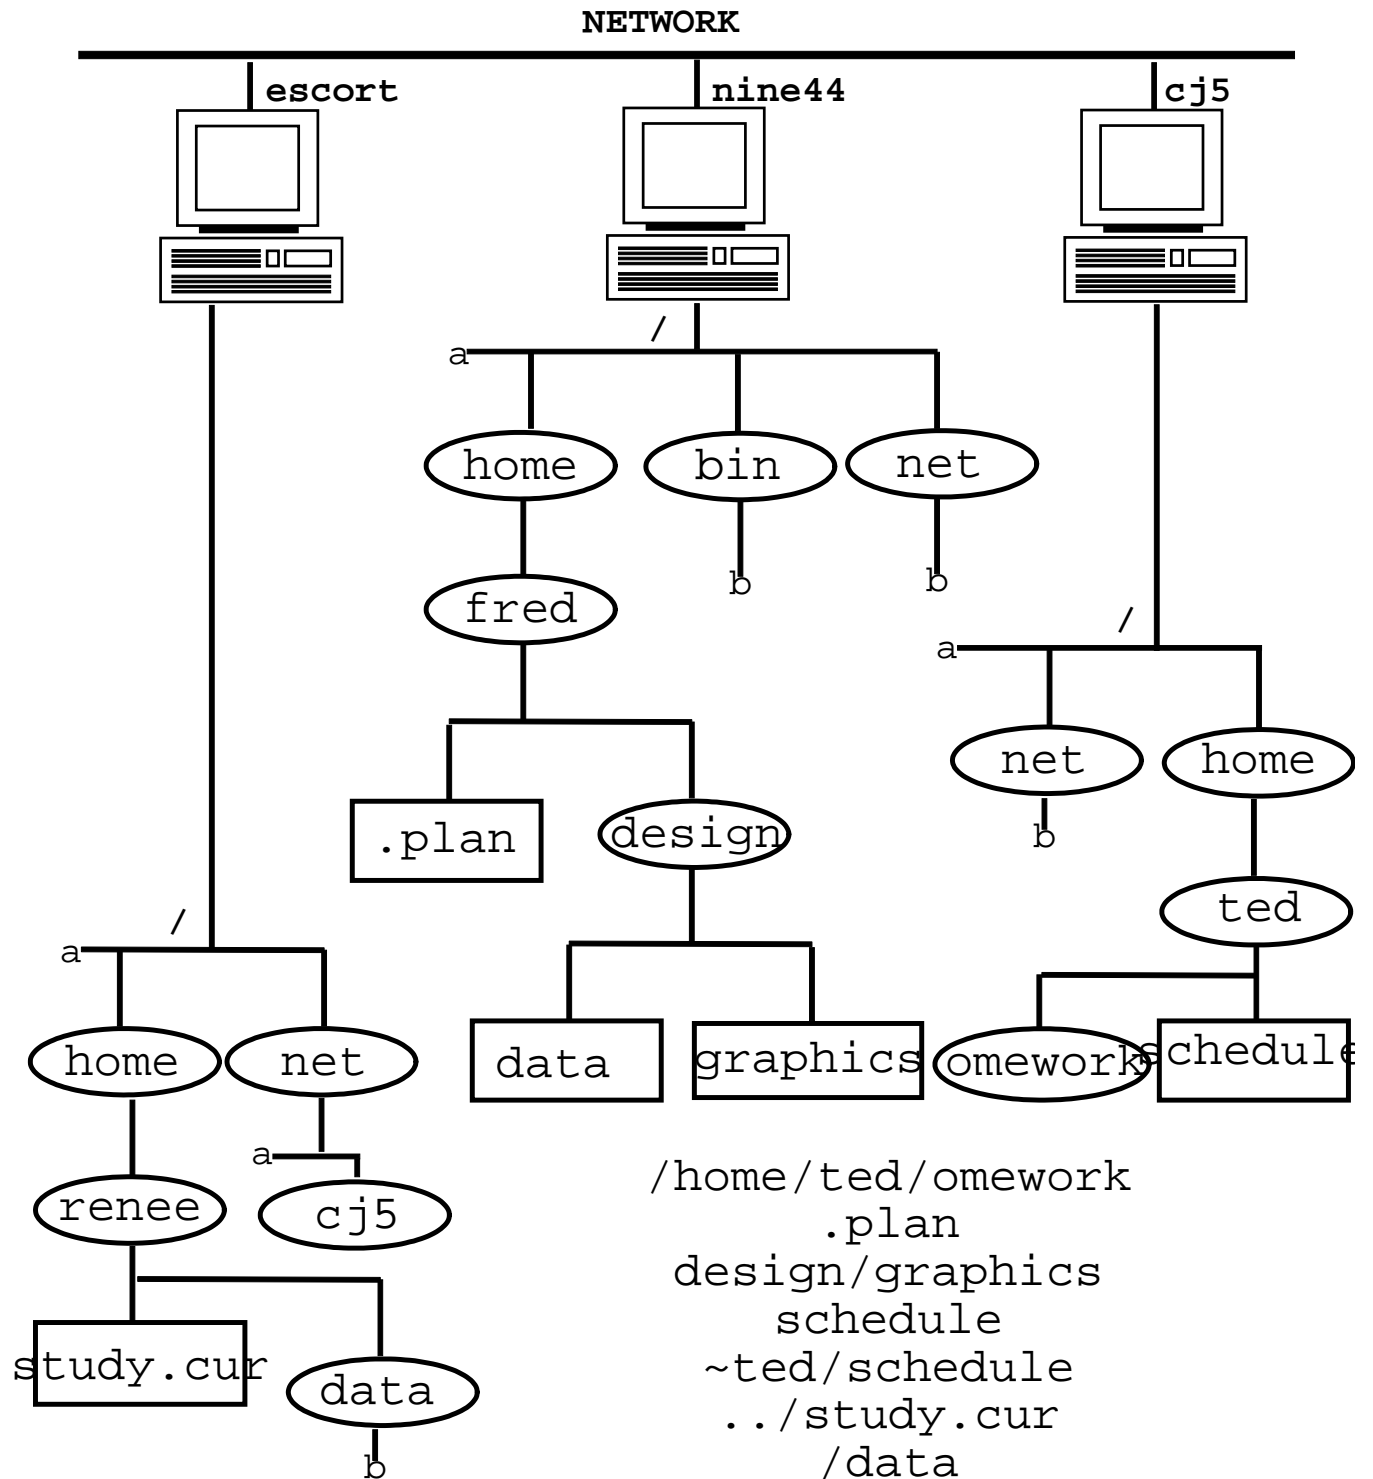 NETWORK
escort
nine44
cj5
/
a
home
bin
net
b
b
fred
.plan
design
data
graphics
/
a
net
home
b
ted
omework
schedule
/
a
home
net
renee
a
cj5
study.cur
data
b
/home/ted/omework
.plan
design/graphics
schedule
~ted/schedule
../study.cur
/data